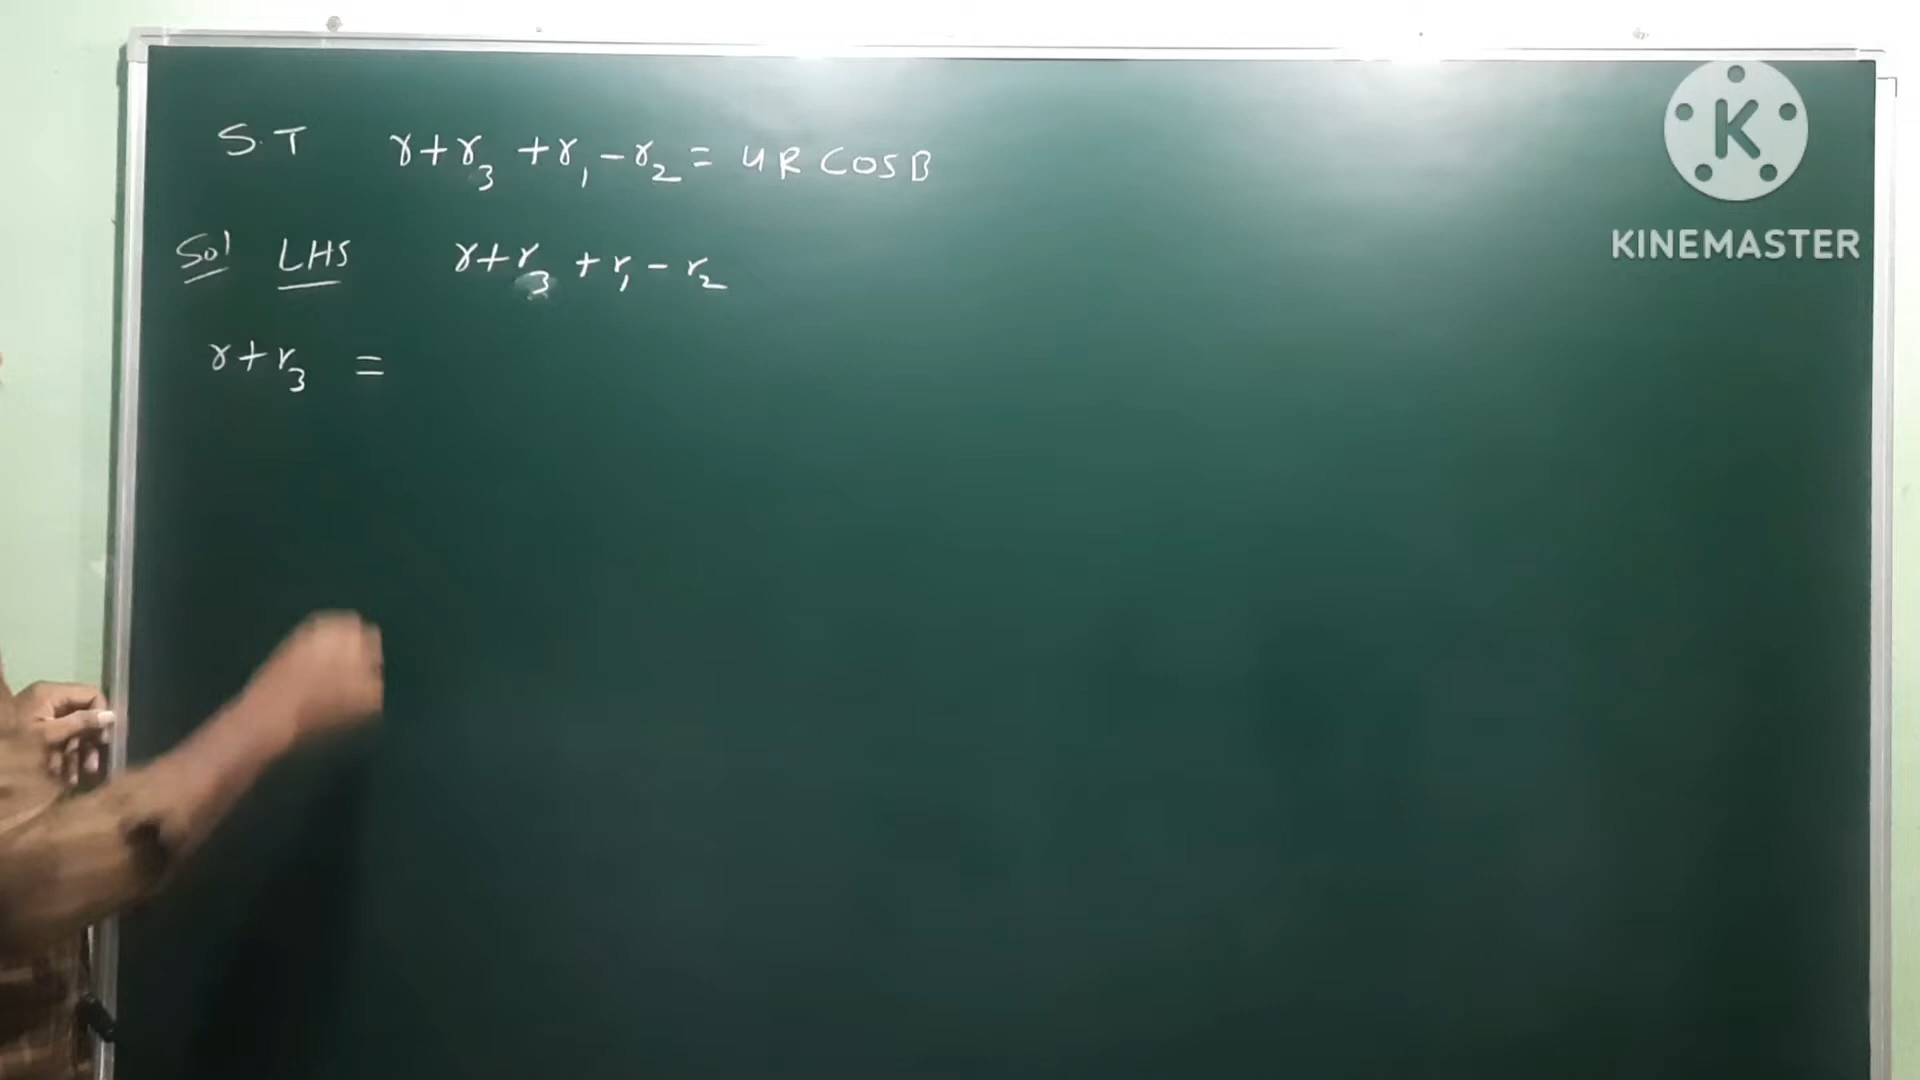 S.T r+r₃+r₁-r₂= 4R COSB
Sol LHS r+r₃+r₁-r₂
r+r₃ =
K
KINEMASTER